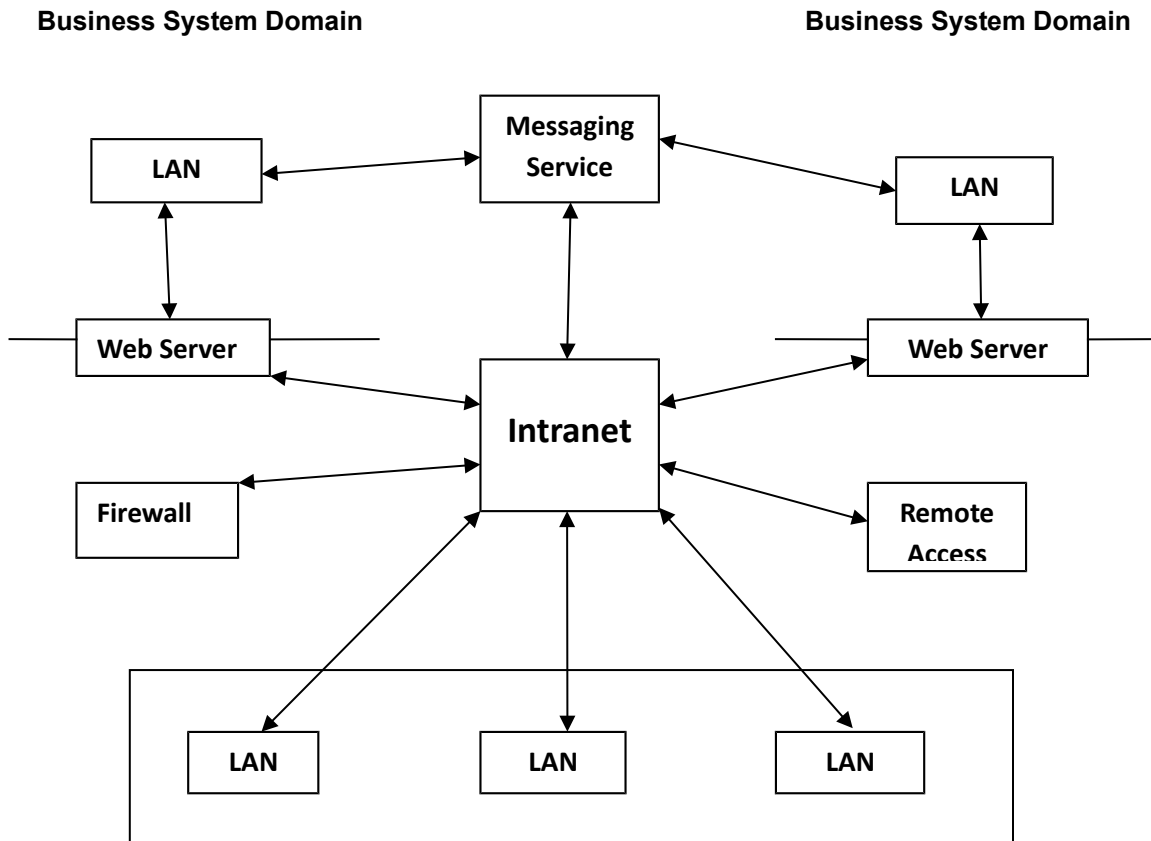 Business System Domain
Business System Domain
Messaging
Service
LAN
LAN
Web Server
Web Server
Intranet
Firewall
Remote
Access
LAN
LAN
LAN